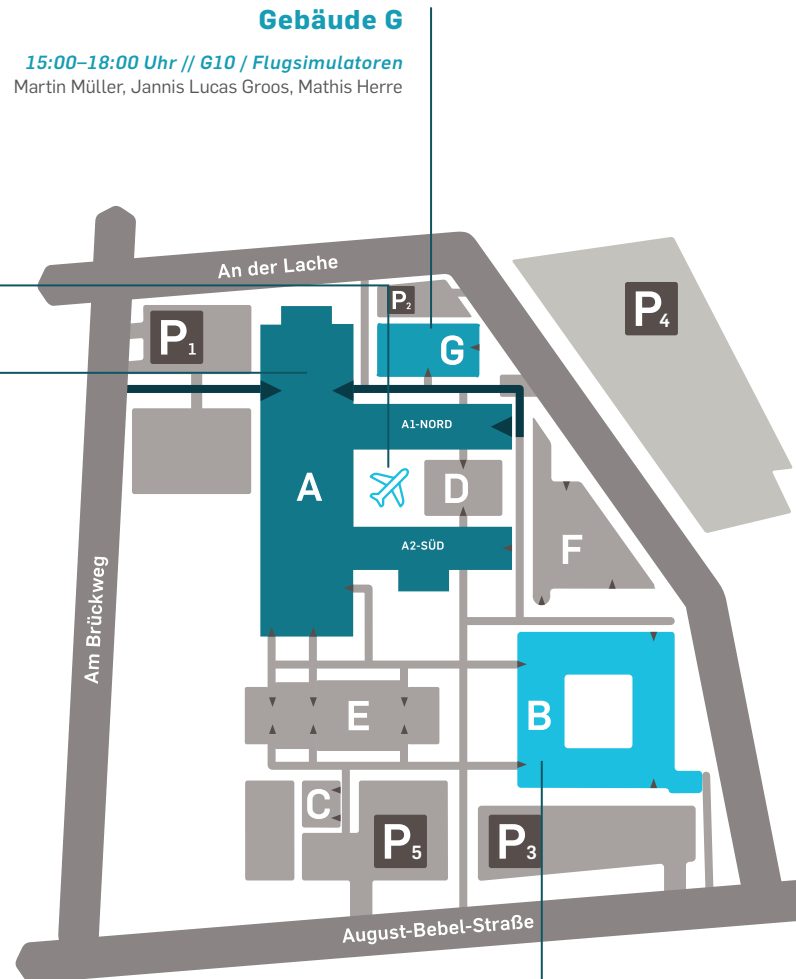 Gebäude G
15:00–18:00 Uhr // G10 / Flugsimulatoren
Martin Müller, Jannis Lucas Groos, Mathis Herre
An der Lache
P2
P4
P1
G
A1-NORD
A
D
A2-SÜD
F
Am Brückweg
B
E
C
P5
P3
August-Bebel-Straße